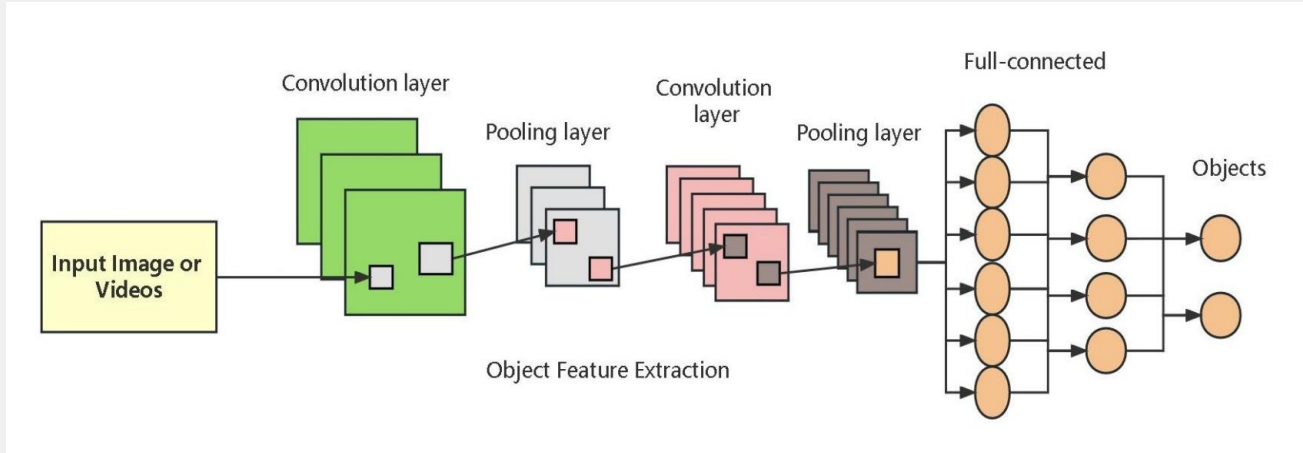 Full-connected
Convolution layer
Convolution
layer
Pooling layer
Pooling layer
Objects
Input Image or
Videos
Object Feature Extraction